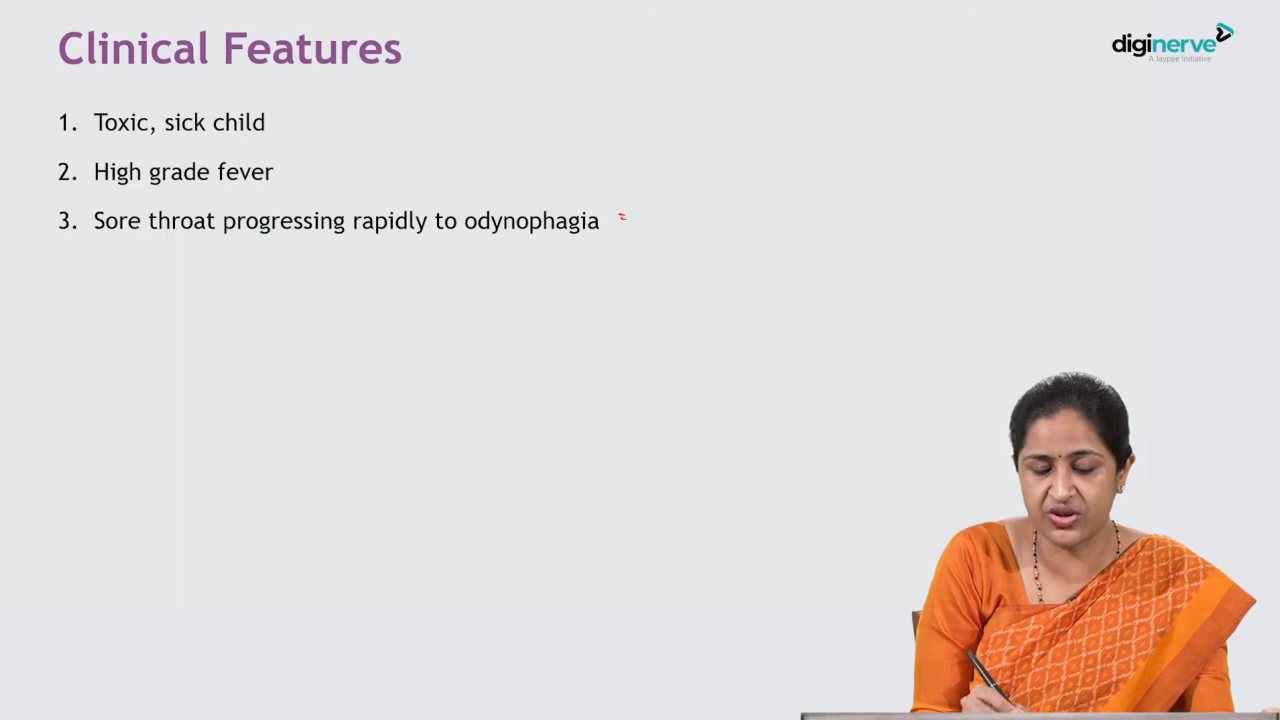 Clinical Features
diginerve
A Jaypee Initiative
1. Toxic, sick child
2. High grade fever
3. Sore throat progressing rapidly to odynophagia